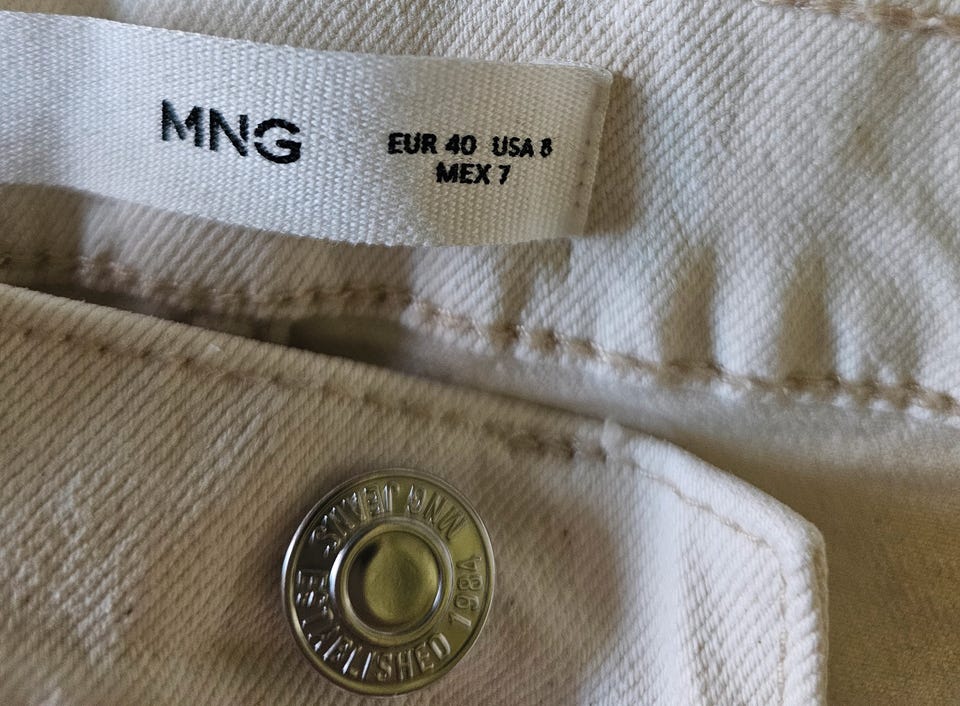 MNG
EUR 40 USA 8
MEX 7
MNG JEANS
ESTABLISHED 1984